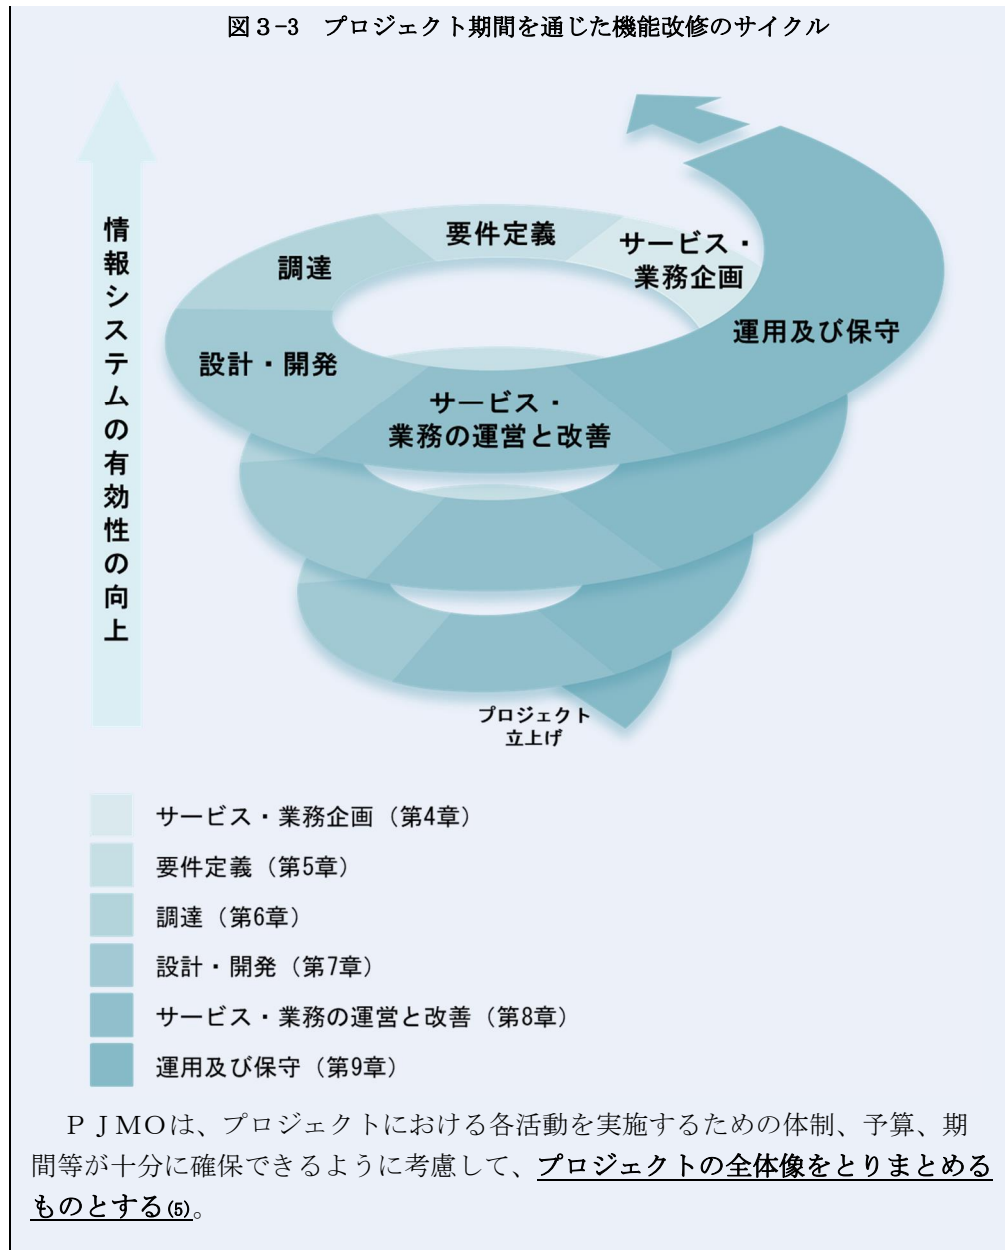 図３-3　プロジェクト期間を通じた機能改修のサイクル
情報システムの有効性の向上
要件定義
サービス・
業務企画
調達
運用及び保守
設計・開発
サービス・
業務の運営と改善
プロジェクト
立上げ
サービス・業務企画（第4章）
要件定義（第5章）
調達（第6章）
設計・開発（第7章）
サービス・業務の運営と改善（第8章）
運用及び保守（第9章）
ＰＪＭＯは、プロジェクトにおける各活動を実施するための体制、予算、期
間等が十分に確保できるように考慮して、プロジェクトの全体像をとりまとめる
ものとする(5)。